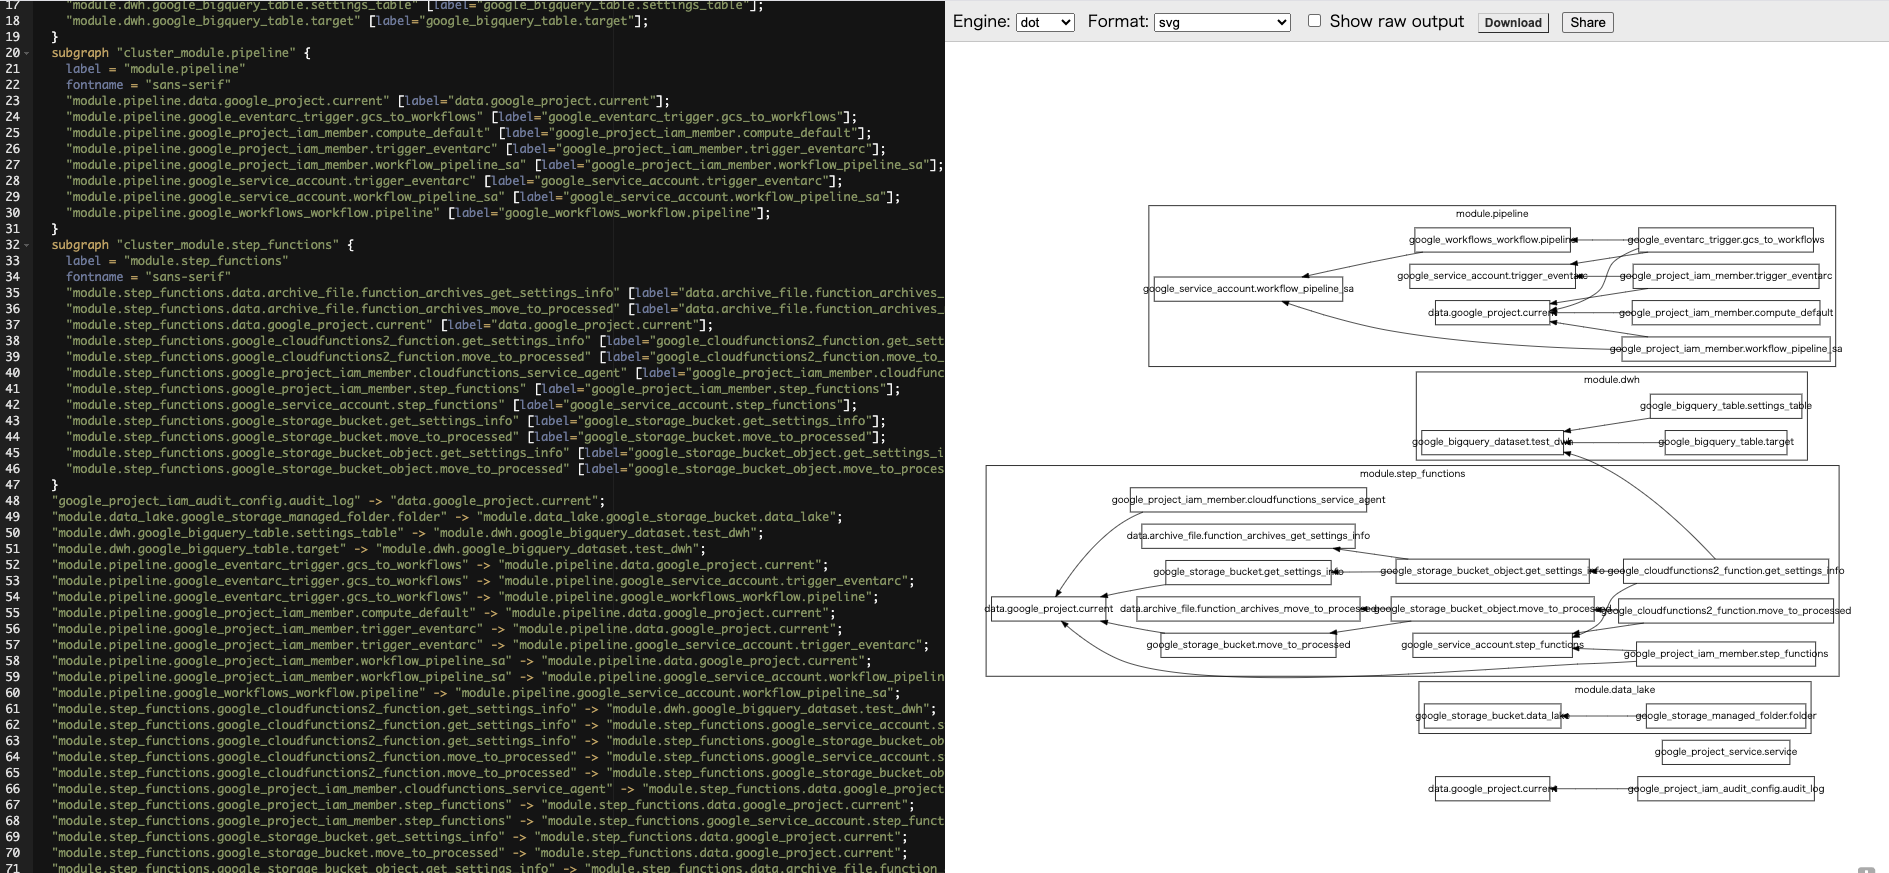 17 "module.dwh.google_bigquery_table.settings_table" [label="google_bigquery_table.settings_table"];
18 "module.dwh.google_bigquery_table.target" [label="google_bigquery_table.target"];
19 }
20 subgraph "cluster_module.pipeline" {
21 label = "module.pipeline"
22 fontname = "sans-serif"
23 "module.pipeline.data.google_project.current" [label="data.google_project.current"];
24 "module.pipeline.google_eventarc_trigger.gcs_to_workflows" [label="google_eventarc_trigger.gcs_to_workflows"];
25 "module.pipeline.google_project_iam_member.compute_default" [label="google_project_iam_member.compute_default"];
26 "module.pipeline.google_project_iam_member.trigger_eventarc" [label="google_project_iam_member.trigger_eventarc"];
27 "module.pipeline.google_project_iam_member.workflow_pipeline_sa" [label="google_project_iam_member.workflow_pipeline_sa"];
28 "module.pipeline.google_service_account.trigger_eventarc" [label="google_service_account.trigger_eventarc"];
29 "module.pipeline.google_service_account.workflow_pipeline_sa" [label="google_service_account.workflow_pipeline_sa"];
30 "module.pipeline.google_workflows_workflow.pipeline" [label="google_workflows_workflow.pipeline"];
31 }
32 subgraph "cluster_module.step_functions" {
33 label = "module.step_functions"
34 fontname = "sans-serif"
35 "module.step_functions.data.archive_file.function_archives_get_settings_info" [label="data.archive_file.function_archives_
36 "module.step_functions.data.archive_file.function_archives_move_to_processed" [label="data.archive_file.function_archives_
37 "module.step_functions.data.google_project.current" [label="data.google_project.current"];
38 "module.step_functions.google_cloudfunctions2_function.get_settings_info" [label="google_cloudfunctions2_function.get_sett
39 "module.step_functions.google_cloudfunctions2_function.move_to_processed" [label="google_cloudfunctions2_function.move_to_
40 "module.step_functions.google_project_iam_member.cloudfunctions_service_agent" [label="google_project_iam_member.cloudfunc
41 "module.step_functions.google_project_iam_member.step_functions" [label="google_project_iam_member.step_functions"];
42 "module.step_functions.google_service_account.step_functions" [label="google_service_account.step_functions"];
43 "module.step_functions.google_storage_bucket.get_settings_info" [label="google_storage_bucket.get_settings_info"];
44 "module.step_functions.google_storage_bucket.move_to_processed" [label="google_storage_bucket.move_to_processed"];
45 "module.step_functions.google_storage_bucket_object.get_settings_info" [label="google_storage_bucket_object.get_settings_i
46 "module.step_functions.google_storage_bucket_object.move_to_processed" [label="google_storage_bucket_object.move_to_proces
47 }
48 "google_project_iam_audit_config.audit_log" -> "data.google_project.current";
49 "module.data_lake.google_storage_managed_folder.folder" -> "module.data_lake.google_storage_bucket.data_lake";
50 "module.dwh.google_bigquery_table.settings_table" -> "module.dwh.google_bigquery_dataset.test_dwh";
51 "module.dwh.google_bigquery_table.target" -> "module.dwh.google_bigquery_dataset.test_dwh";
52 "module.pipeline.google_eventarc_trigger.gcs_to_workflows" -> "module.pipeline.data.google_project.current";
53 "module.pipeline.google_eventarc_trigger.gcs_to_workflows" -> "module.pipeline.google_service_account.trigger_eventarc";
54 "module.pipeline.google_eventarc_trigger.gcs_to_workflows" -> "module.pipeline.google_workflows_workflow.pipeline";
55 "module.pipeline.google_project_iam_member.compute_default" -> "module.pipeline.data.google_project.current";
56 "module.pipeline.google_project_iam_member.trigger_eventarc" -> "module.pipeline.data.google_project.current";
57 "module.pipeline.google_project_iam_member.trigger_eventarc" -> "module.pipeline.google_service_account.trigger_eventarc";
58 "module.pipeline.google_project_iam_member.workflow_pipeline_sa" -> "module.pipeline.data.google_project.current";
59 "module.pipeline.google_project_iam_member.workflow_pipeline_sa" -> "module.pipeline.google_service_account.workflow_pipelin
60 "module.pipeline.google_workflows_workflow.pipeline" -> "module.pipeline.google_service_account.workflow_pipeline_sa";
61 "module.step_functions.google_cloudfunctions2_function.get_settings_info" -> "module.dwh.google_bigquery_dataset.test_dwh";
62 "module.step_functions.google_cloudfunctions2_function.get_settings_info" -> "module.step_functions.google_service_account.s
63 "module.step_functions.google_cloudfunctions2_function.get_settings_info" -> "module.step_functions.google_storage_bucket_ob
64 "module.step_functions.google_cloudfunctions2_function.move_to_processed" -> "module.step_functions.google_service_account.s
65 "module.step_functions.google_cloudfunctions2_function.move_to_processed" -> "module.step_functions.google_storage_bucket_ob
66 "module.step_functions.google_project_iam_member.cloudfunctions_service_agent" -> "module.step_functions.data.google_project
67 "module.step_functions.google_project_iam_member.step_functions" -> "module.step_functions.data.google_project.current";
68 "module.step_functions.google_project_iam_member.step_functions" -> "module.step_functions.google_service_account.step_funct
69 "module.step_functions.google_storage_bucket.get_settings_info" -> "module.step_functions.data.google_project.current";
70 "module.step_functions.google_storage_bucket.move_to_processed" -> "module.step_functions.data.google_project.current";
71 "module.step_functions.google_storage_bucket_object.get_settings_info" -> "module.step_functions.data.archive_file.function
Engine: dot Format: svg Show raw output Download Share
module.pipeline
google_workflows_workflow.pipeline
google_eventarc_trigger.gcs_to_workflows
google_service_account.trigger_eventarc
google_project_iam_member.trigger_eventarc
google_service_account.workflow_pipeline_sa
data.google_project.current
google_project_iam_member.compute_default
google_project_iam_member.workflow_pipeline_sa
module.dwh
google_bigquery_table.settings_table
google_bigquery_dataset.test_dwh
google_bigquery_table.target
module.step_functions
google_project_iam_member.cloudfunctions_service_agent
data.archive_file.function_archives_get_settings_info
google_storage_bucket.get_settings_info
google_storage_bucket_object.get_settings_info
google_cloudfunctions2_function.get_settings_info
data.google_project.current
data.archive_file.function_archives_move_to_processed
google_storage_bucket_object.move_to_processed
google_cloudfunctions2_function.move_to_processed
google_storage_bucket.move_to_processed
google_service_account.step_functions
google_project_iam_member.step_functions
module.data_lake
google_storage_bucket.data_lake
google_storage_managed_folder.folder
google_project_service.service
data.google_project.current
google_project_iam_audit_config.audit_log